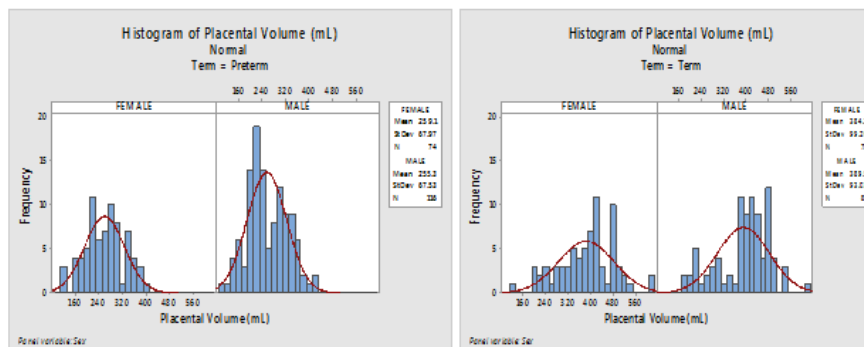 Histogram of Placental Volume (mL)
Normal
Term = Preterm
160 240 320 400 480 560
FEMALE
MALE
20
15
10
5
0
Frequency
160 240 320 400 480 560
Placental Volume(mL)
Panel variable: Sex
FEMALE
Mean 259.1
StDev 67.97
N 74
MALE
Mean 255.3
StDev 67.53
N
Histogram of Placental Volume (mL)
Normal
Term = Term
160 240 320 400 480 560
FEMALE
MALE
20
15
10
5
0
Frequency
160 240 320 400 480 560
Placental Volume(mL)
Panel variable: Sex
FEMALE
Mean 384.
StDev
N 7
MALE
Mean
StDev
N